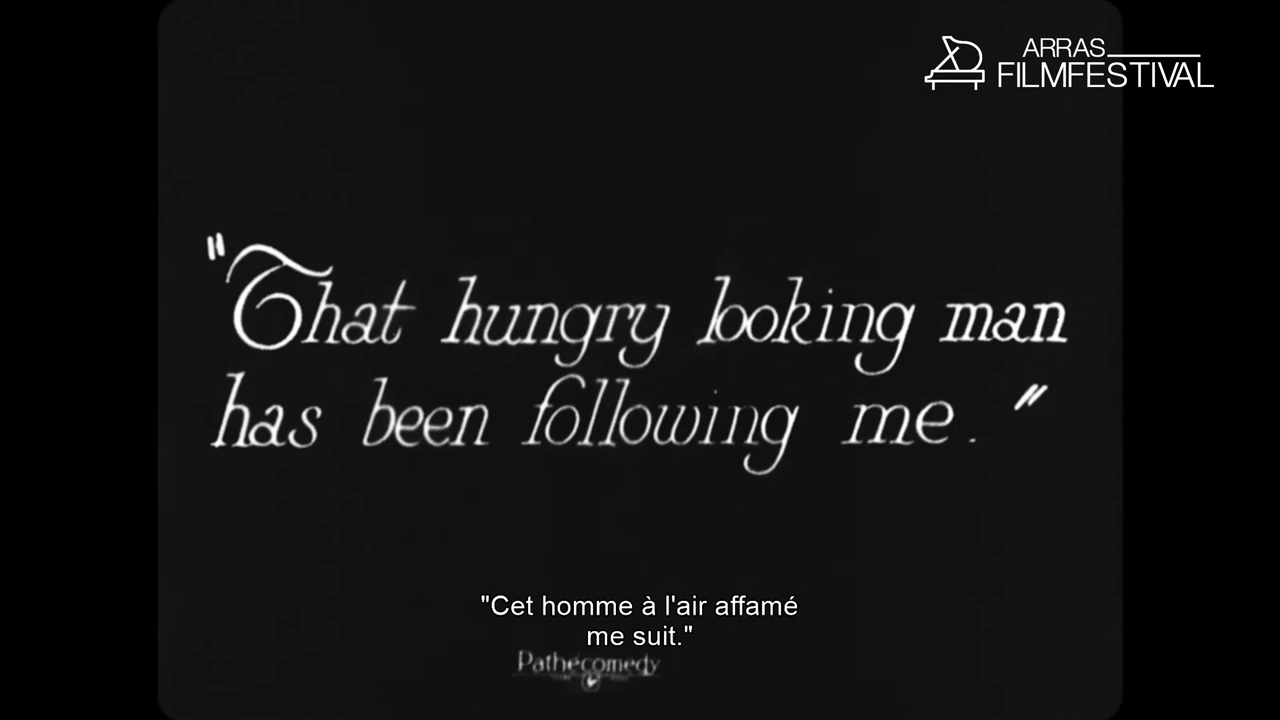 ARRAS
FILMFESTIVAL
"That hungry looking man
has been following me."
"Cet homme à l'air affamé
me suit."
Pathécomedy